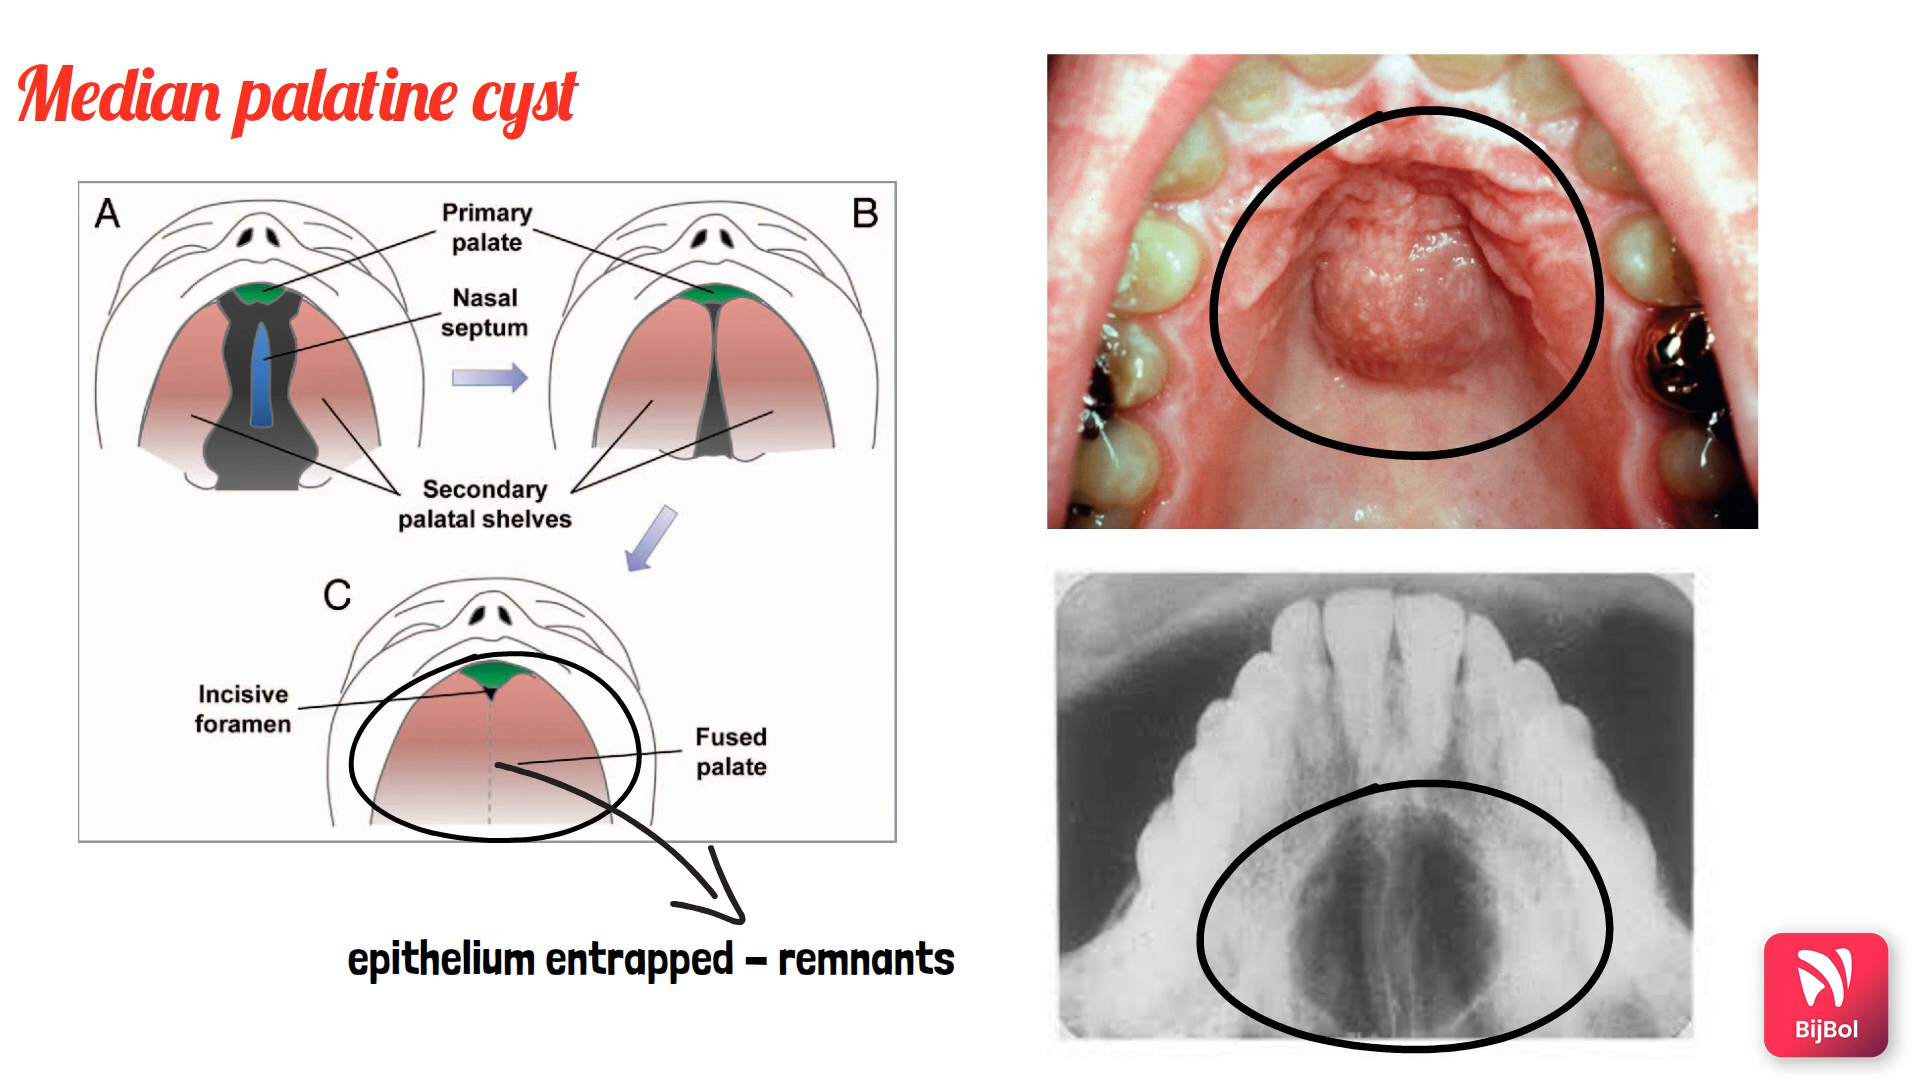 Median palatine cyst
A
B
Primary
palate
Nasal
septum
Secondary
palatal shelves
C
Incisive
foramen
Fused
palate
epithelium entrapped – remnants
BijBol